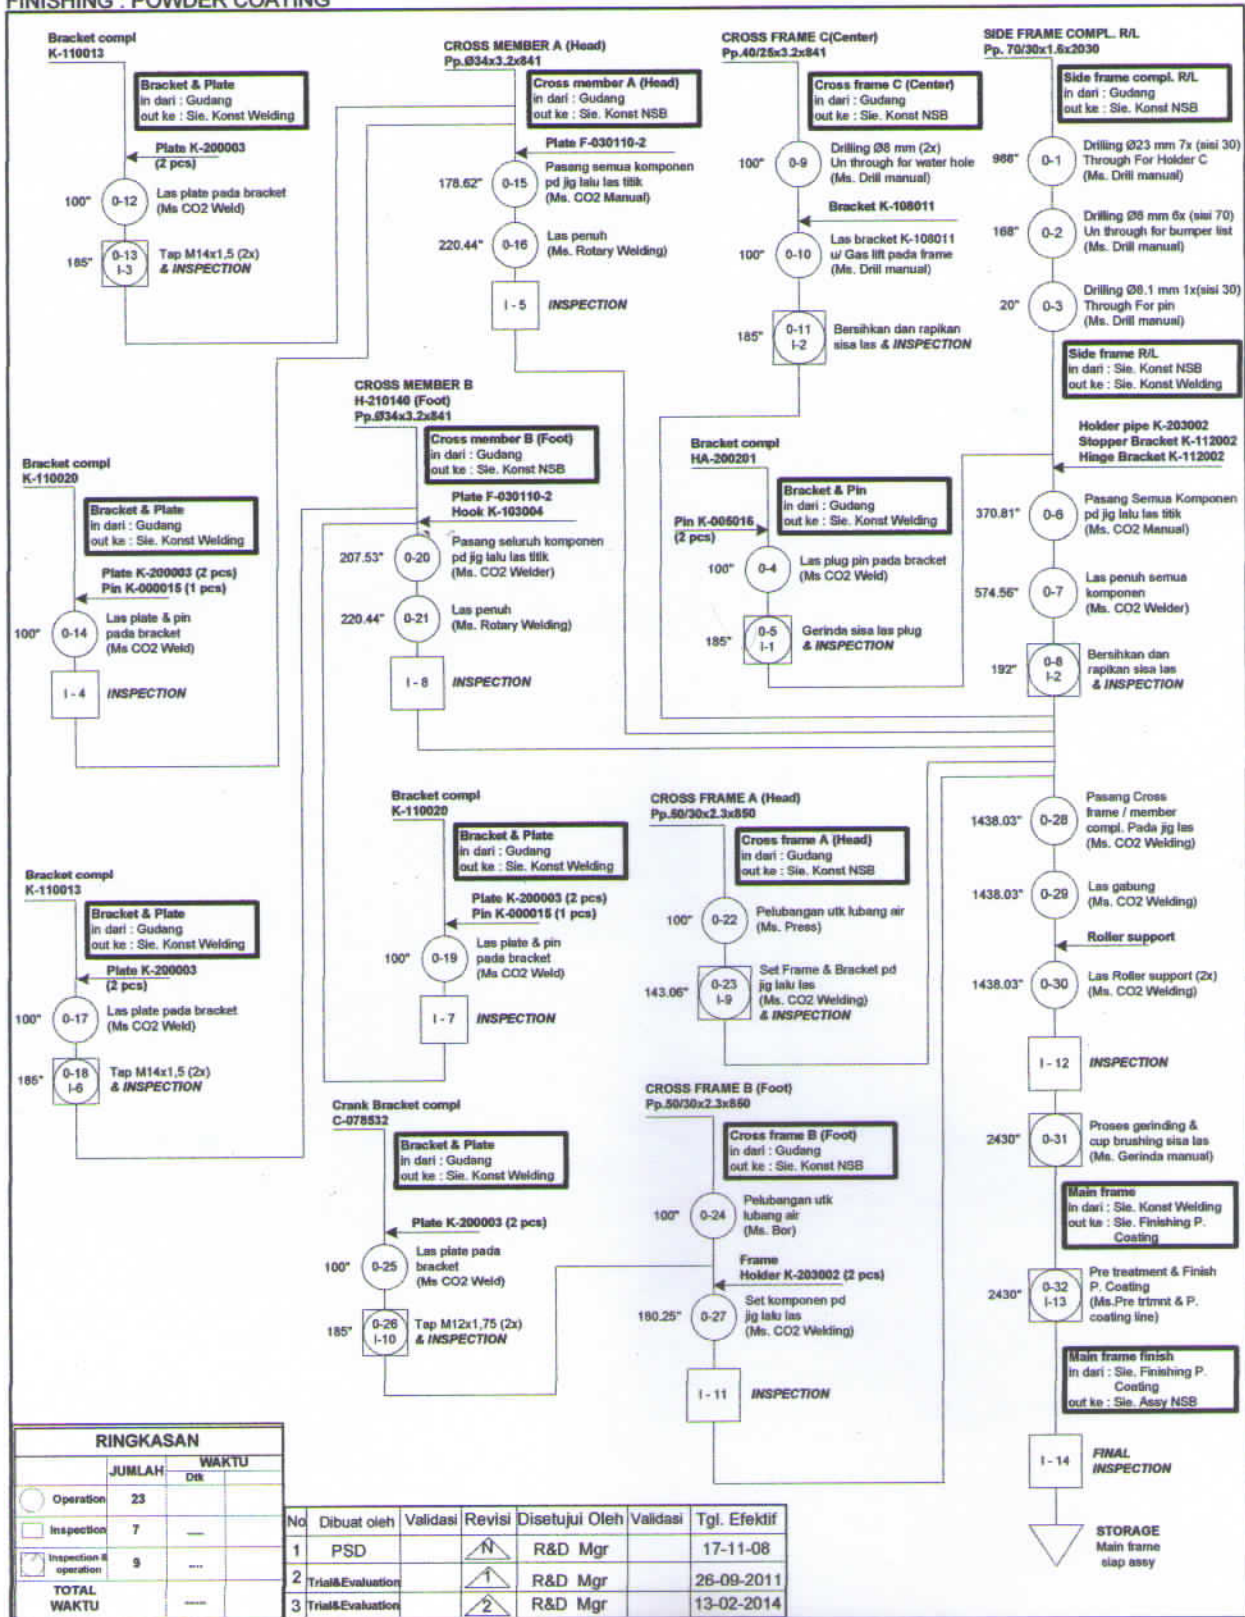 FINISHING : POWDER COATING
Bracket compl
K-110013
Bracket & Plate
in dari : Gudang
out ke : Sie. Konst Welding
Plate K-200003
(2 pcs)
100"
0-12
Las plate pada bracket
(Ms CO2 Weld)
185"
0-13
I-3
Tap M14x1,5 (2x)
& INSPECTION
CROSS MEMBER A (Head)
Pp.Ø34x3.2x841
Cross member A (Head)
in dari : Gudang
out ke : Sie. Konst NSB
Plate F-030110-2
178.62"
0-15
Pasang semua komponen
pd jig lalu las titik
(Ms. CO2 Manual)
220.44"
0-16
Las penuh
(Ms. Rotary Welding)
I - 5
INSPECTION
CROSS FRAME C(Center)
Pp.40/25x3.2x841
Cross frame C (Center)
in dari : Gudang
out ke : Sie. Konst NSB
100"
0-9
Drilling Ø8 mm (2x)
Un through for water hole
(Ms. Drill manual)
Bracket K-108011
100"
0-10
Las bracket K-108011
u/ Gas lift pada frame
(Ms. Drill manual)
185"
0-11
I-2
Bersihkan dan rapikan
sisa las & INSPECTION
SIDE FRAME COMPL. R/L
Pp. 70/30x1.6x2030
Side frame compl. R/L
in dari : Gudang
out ke : Sie. Konst NSB
988"
0-1
Drilling Ø23 mm 7x (sisi 30)
Through For Holder C
(Ms. Drill manual)
168"
0-2
Drilling Ø6 mm 6x (sisi 70)
Un through for bumper list
(Ms. Drill manual)
20"
0-3
Drilling Ø8.1 mm 1x(sisi 30)
Through For pin
(Ms. Drill manual)
Side frame R/L
in dari : Sie. Konst NSB
out ke : Sie. Konst Welding
Holder pipe K-203002
Stopper Bracket K-112002
Hinge Bracket K-112002
370.81"
0-6
Pasang Semua Komponen
pd jig lalu las titik
(Ms. CO2 Manual)
574.56"
0-7
Las penuh semua
komponen
(Ms. CO2 Welder)
192"
0-8
I-2
Bersihkan dan
rapikan sisa las
& INSPECTION
CROSS MEMBER B
H-210140 (Foot)
Pp.Ø34x3.2x841
Cross member B (Foot)
in dari : Gudang
out ke : Sie. Konst NSB
Plate F-030110-2
Hook K-103004
207.53"
0-20
Pasang seluruh komponen
pd jig lalu las titik
(Ms. CO2 Welder)
220.44"
0-21
Las penuh
(Ms. Rotary Welding)
I - 8
INSPECTION
Bracket compl
HA-200201
Bracket & Pin
in dari : Gudang
out ke : Sie. Konst Welding
Pin K-005016
(2 pcs)
100"
0-4
Las plug pin pada bracket
(Ms CO2 Weld)
185"
0-5
I-1
Gerinda sisa las plug
& INSPECTION
Bracket compl
K-110020
Bracket & Plate
in dari : Gudang
out ke : Sie. Konst Welding
Plate K-200003 (2 pcs)
Pin K-000015 (1 pcs)
100"
0-14
Las plate & pin
pada bracket
(Ms CO2 Weld)
I - 4
INSPECTION
Bracket compl
K-110020
Bracket & Plate
in dari : Gudang
out ke : Sie. Konst Welding
Plate K-200003 (2 pcs)
Pin K-000015 (1 pcs)
100"
0-19
Las plate & pin
pada bracket
(Ms CO2 Weld)
I - 7
INSPECTION
CROSS FRAME A (Head)
Pp.50/30x2.3x850
Cross frame A (Head)
in dari : Gudang
out ke : Sie. Konst NSB
100"
0-22
Pelubangan utk lubang air
(Ms. Press)
143.06"
0-23
I-9
Set Frame & Bracket pd
jig lalu las
(Ms. CO2 Welding)
& INSPECTION
1438.03"
0-28
Pasang Cross
frame / member
compl. Pada jig las
(Ms. CO2 Welding)
1438.03"
0-29
Las gabung
(Ms. CO2 Welding)
Roller support
1438.03"
0-30
Las Roller support (2x)
(Ms. CO2 Welding)
I - 12
INSPECTION
2430"
0-31
Proses gerinding &
cup brushing sisa las
(Ms. Gerinda manual)
Main frame
in dari : Sie. Konst Welding
out ke : Sie. Finishing P.
Coating
2430"
0-32
I-13
Pre treatment & Finish
P. Coating
(Ms.Pre trtmnt & P.
coating line)
Main frame finish
in dari : Sie. Finishing P.
Coating
out ke : Sie. Assy NSB
I - 14
FINAL
INSPECTION
STORAGE
Main frame
siap assy
Bracket compl
K-110013
Bracket & Plate
in dari : Gudang
out ke : Sie. Konst Welding
Plate K-200003
(2 pcs)
100"
0-17
Las plate pada bracket
(Ms CO2 Weld)
185"
0-18
I-6
Tap M14x1,5 (2x)
& INSPECTION
Crank Bracket compl
C-078532
Bracket & Plate
in dari : Gudang
out ke : Sie. Konst Welding
Plate K-200003 (2 pcs)
100"
0-25
Las plate pada
bracket
(Ms CO2 Weld)
185"
0-26
I-10
Tap M12x1,75 (2x)
& INSPECTION
CROSS FRAME B (Foot)
Pp.50/30x2.3x850
Cross frame B (Foot)
in dari : Gudang
out ke : Sie. Konst NSB
100"
0-24
Pelubangan utk
lubang air
(Ms. Bor)
Frame
Holder K-203002 (2 pcs)
180.25"
0-27
Set komponen pd
jig lalu las
(Ms. CO2 Welding)
I - 11
INSPECTION
RINGKASAN
JUMLAH WAKTU
Dtk
Operation 23
Inspection 7 ----
Inspection & operation 9 ----
TOTAL WAKTU ----
No Dibuat oleh Validasi Revisi Disetujui Oleh Validasi Tgl. Efektif
1 PSD N R&D Mgr 17-11-08
2 Trial&Evaluation 1 R&D Mgr 26-09-2011
3 Trial&Evaluation 2 R&D Mgr 13-02-2014